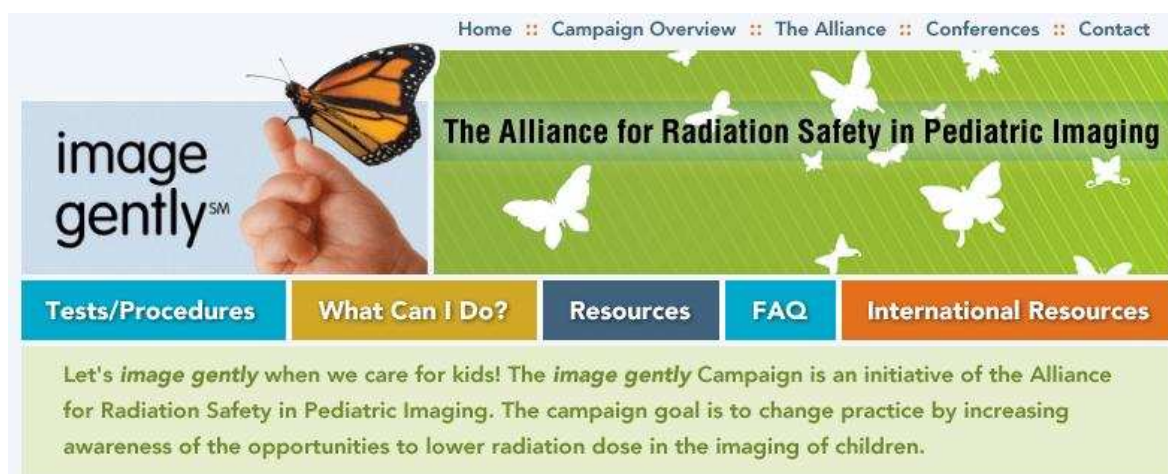 Home :: Campaign Overview :: The Alliance :: Conferences :: Contact
image
gently℠
The Alliance for Radiation Safety in Pediatric Imaging
Tests/Procedures What Can I Do? Resources FAQ International Resources
Let's image gently when we care for kids! The image gently Campaign is an initiative of the Alliance
for Radiation Safety in Pediatric Imaging. The campaign goal is to change practice by increasing
awareness of the opportunities to lower radiation dose in the imaging of children.